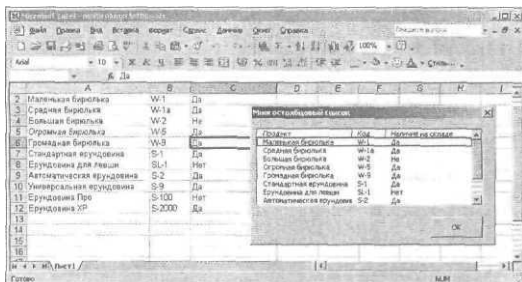 Microsoft Excel -
Файл Правка Вид Вставка Формат Сервис Данные Окно Справка
100%
Arial 10 Ж К Ч
fx Да
A B C E F G H I
2 Маленькая бирюлька W-1 Да
3 Средняя бирюлька W-1a Да
4 Большая бирюлька W-2 Не
5 Огромная бирюлька W-5 Да
6 Громадная бирюлька W-9 Да
7 Стандартная ерундовина S-1 Да
8 Ерундовина для левши SL-1 Нет
9 Автоматическая ерундовина S-2 Да
10 Универсальная ерундовина S-9 Да
11 Ерундовина Про S-100 Нет
12 Ерундовина XP S-2000 Да
13
14
15
16
Многостолбцовый список
Продукт Код Наличие на складе
Маленькая бирюлька W-1 Да
Средняя бирюлька W-1a Да
Большая бирюлька W-2 Не
Огромная бирюлька W-5 Да
Громадная бирюлька W-9 Да
Стандартная ерундовина S-1 Да
Ерундовина для левши SL-1 Нет
Автоматическая ерундовин S-2 Да
OK
Лист1
Готово NUM